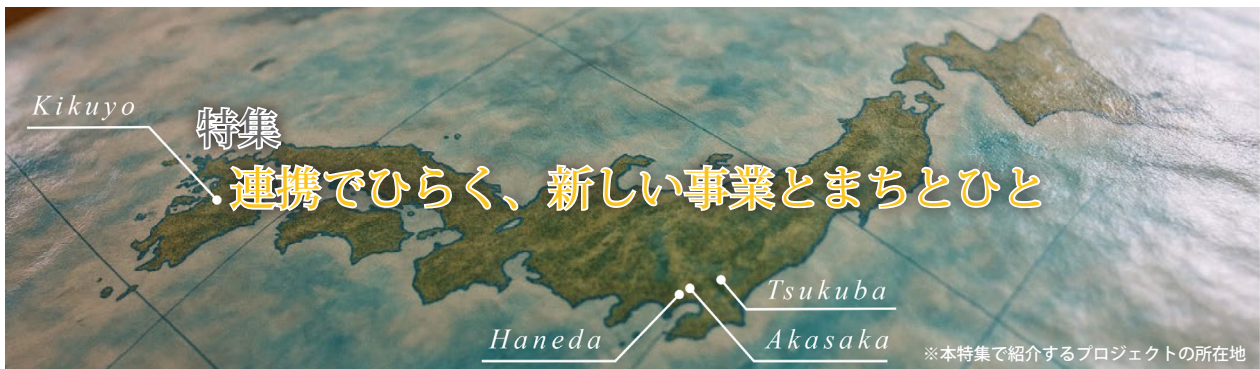 Kikuyo
特集
連携でひらく、新しい事業とまちとひと
Tsukuba
Haneda
Akasaka
※本特集で紹介するプロジェクトの所在地